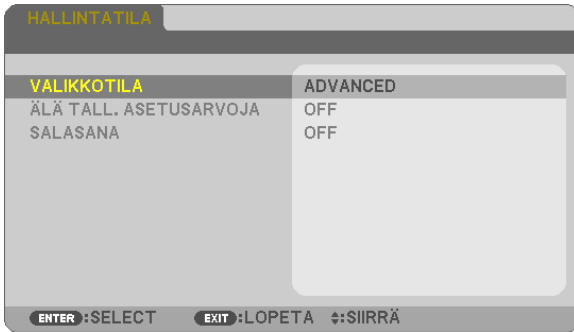 HALLINTATILA
VALIKKOTILA ADVANCED
ÄLÄ TALL. ASETUSARVOJA OFF
SALASANA OFF
ENTER :SELECT EXIT :LOPETA :SIIRRÄ